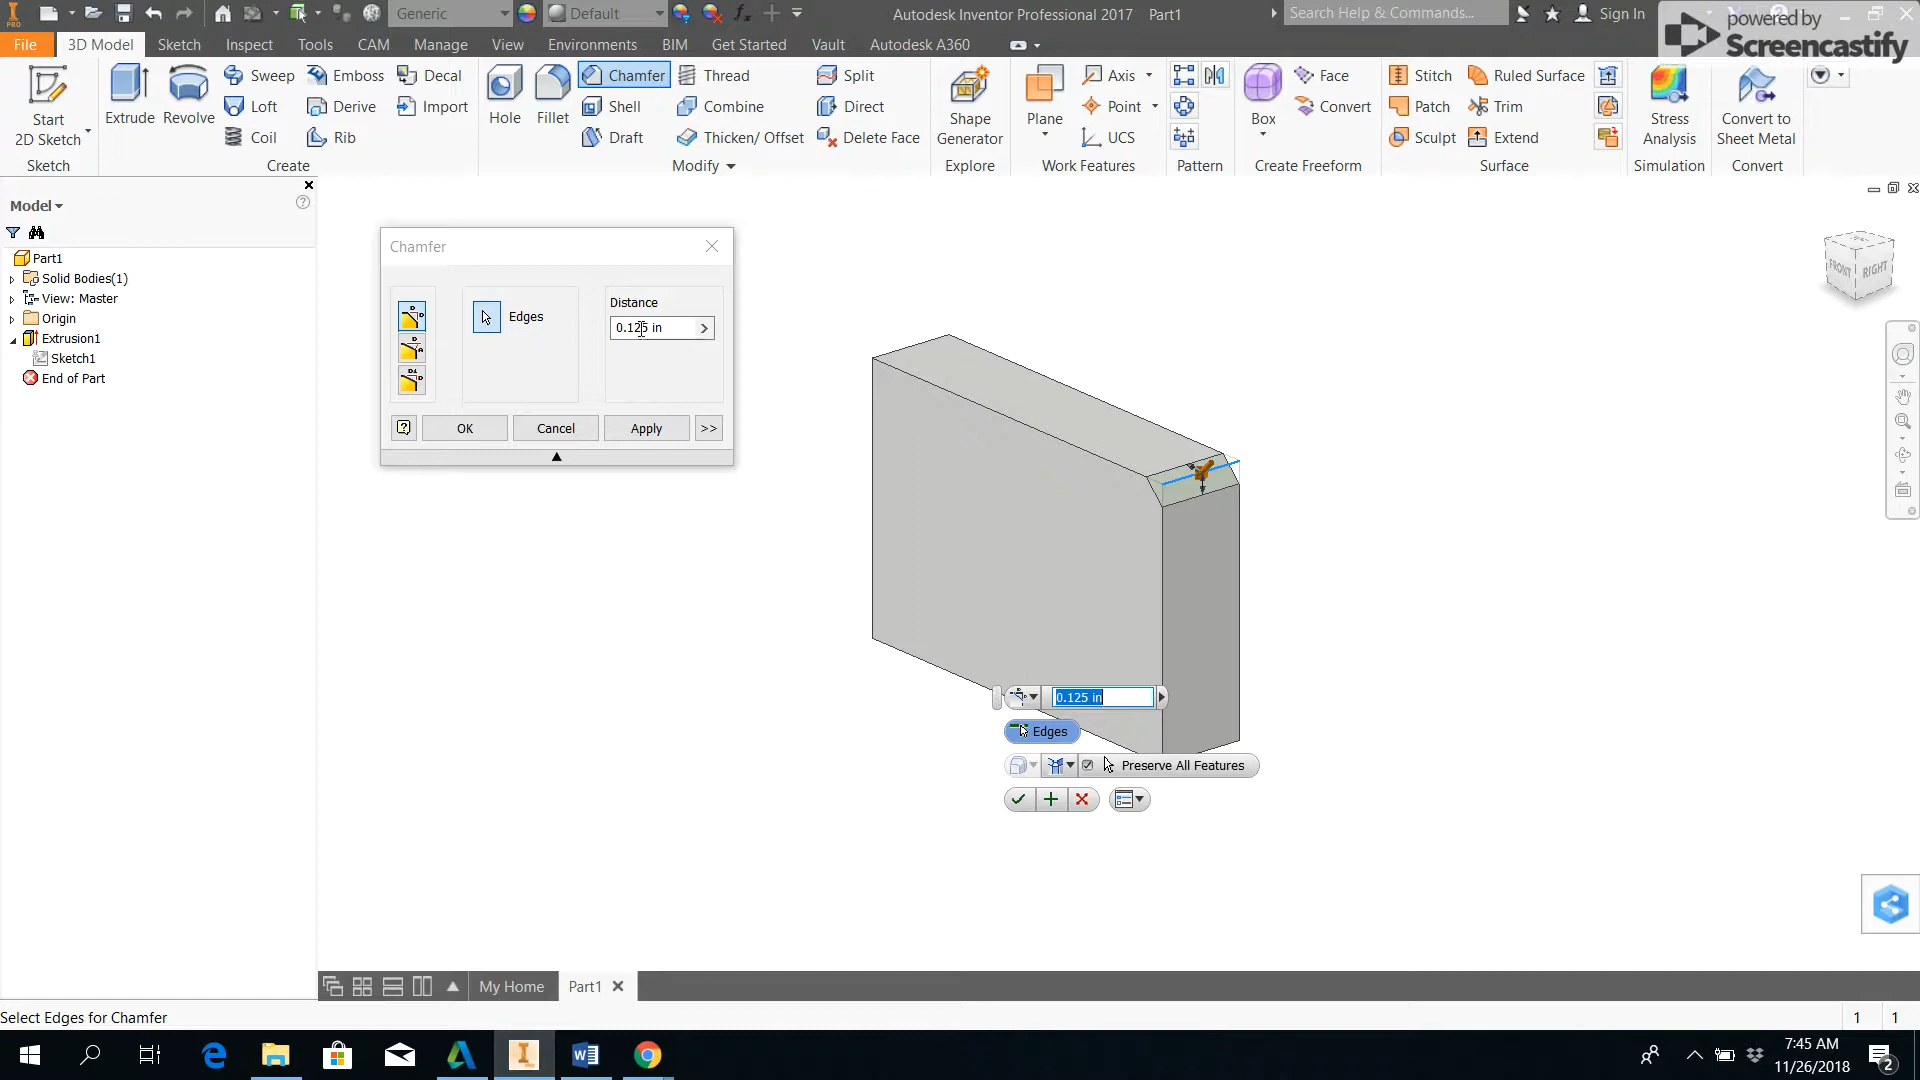 PRO
Generic
Default
Autodesk Inventor Professional 2017 Part1
Search Help & Commands...
Sign In
powered by
Screencastify
File
3D Model
Sketch
Inspect
Tools
CAM
Manage
View
Environments
BIM
Get Started
Vault
Autodesk A360
Start
2D Sketch
Extrude
Revolve
Sweep
Loft
Coil
Emboss
Derive
Rib
Decal
Import
Hole
Fillet
Chamfer
Shell
Draft
Thread
Combine
Thicken/ Offset
Split
Direct
Delete Face
Shape
Generator
Plane
Axis
Point
UCS
Box
Face
Convert
Stitch
Patch
Sculpt
Ruled Surface
Trim
Extend
Stress
Analysis
Convert to
Sheet Metal
Sketch
Create
Modify
Explore
Work Features
Pattern
Create Freeform
Surface
Simulation
Convert
Model
Part1
Solid Bodies(1)
View: Master
Origin
Extrusion1
Sketch1
End of Part
Chamfer
Edges
Distance
0.125 in
OK
Cancel
Apply
>>
FRONT
RIGHT
0.125 in
Edges
Preserve All Features
My Home
Part1
Select Edges for Chamfer
1
1
7:45 AM
11/26/2018
2